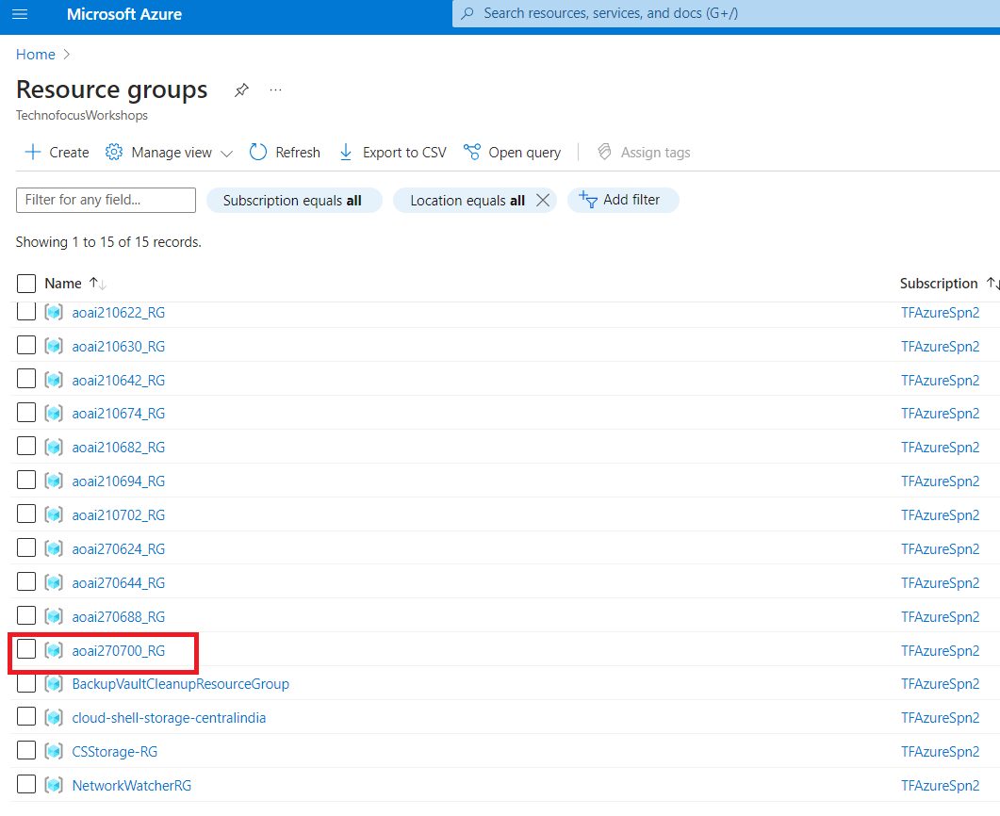 Microsoft Azure
Search resources, services, and docs (G+/)
Home
Resource groups
TechnofocusWorkshops
Create Manage view Refresh Export to CSV Open query Assign tags
Filter for any field... Subscription equals all Location equals all Add filter
Showing 1 to 15 of 15 records.
Name Subscription
aoai210622_RG TFAzureSpn2
aoai210630_RG TFAzureSpn2
aoai210642_RG TFAzureSpn2
aoai210674_RG TFAzureSpn2
aoai210682_RG TFAzureSpn2
aoai210694_RG TFAzureSpn2
aoai210702_RG TFAzureSpn2
aoai270624_RG TFAzureSpn2
aoai270644_RG TFAzureSpn2
aoai270688_RG TFAzureSpn2
aoai270700_RG TFAzureSpn2
BackupVaultCleanupResourceGroup TFAzureSpn2
cloud-shell-storage-centralindia TFAzureSpn2
CSStorage-RG TFAzureSpn2
NetworkWatcherRG TFAzureSpn2